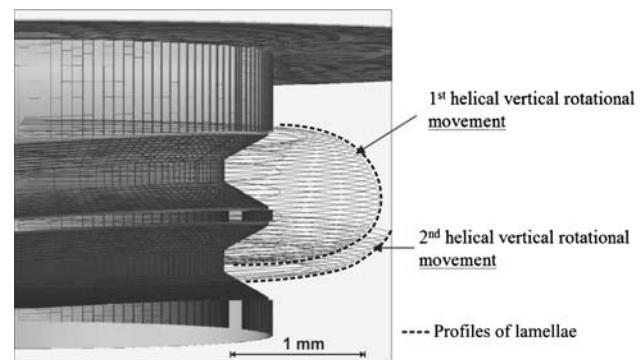 1st helical vertical rotational
movement
2nd helical vertical rotational
movement
Profiles of lamellae
1 mm